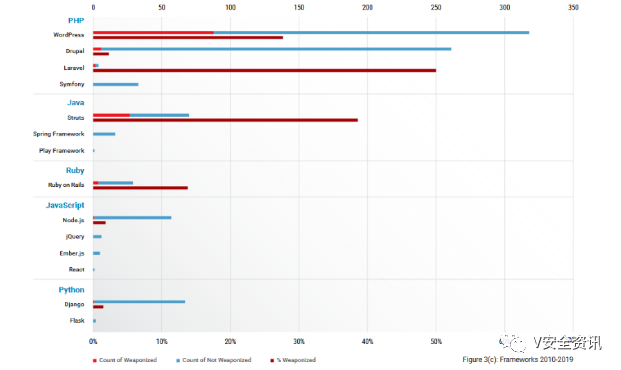 0 50 100 150 200 250 300 350
PHP
WordPress
Drupal
Laravel
Symfony
Java
Struts
Spring Framework
Play Framework
Ruby
Ruby on Rails
JavaScript
Node.js
jQuery
Ember.js
React
Python
Django
Flask
0% 10% 20% 30% 40% 50% 6
V安全资讯
Count of Weaponized Count of Not Weaponized % Weaponized Figure 3(c): Frameworks 2010-2019